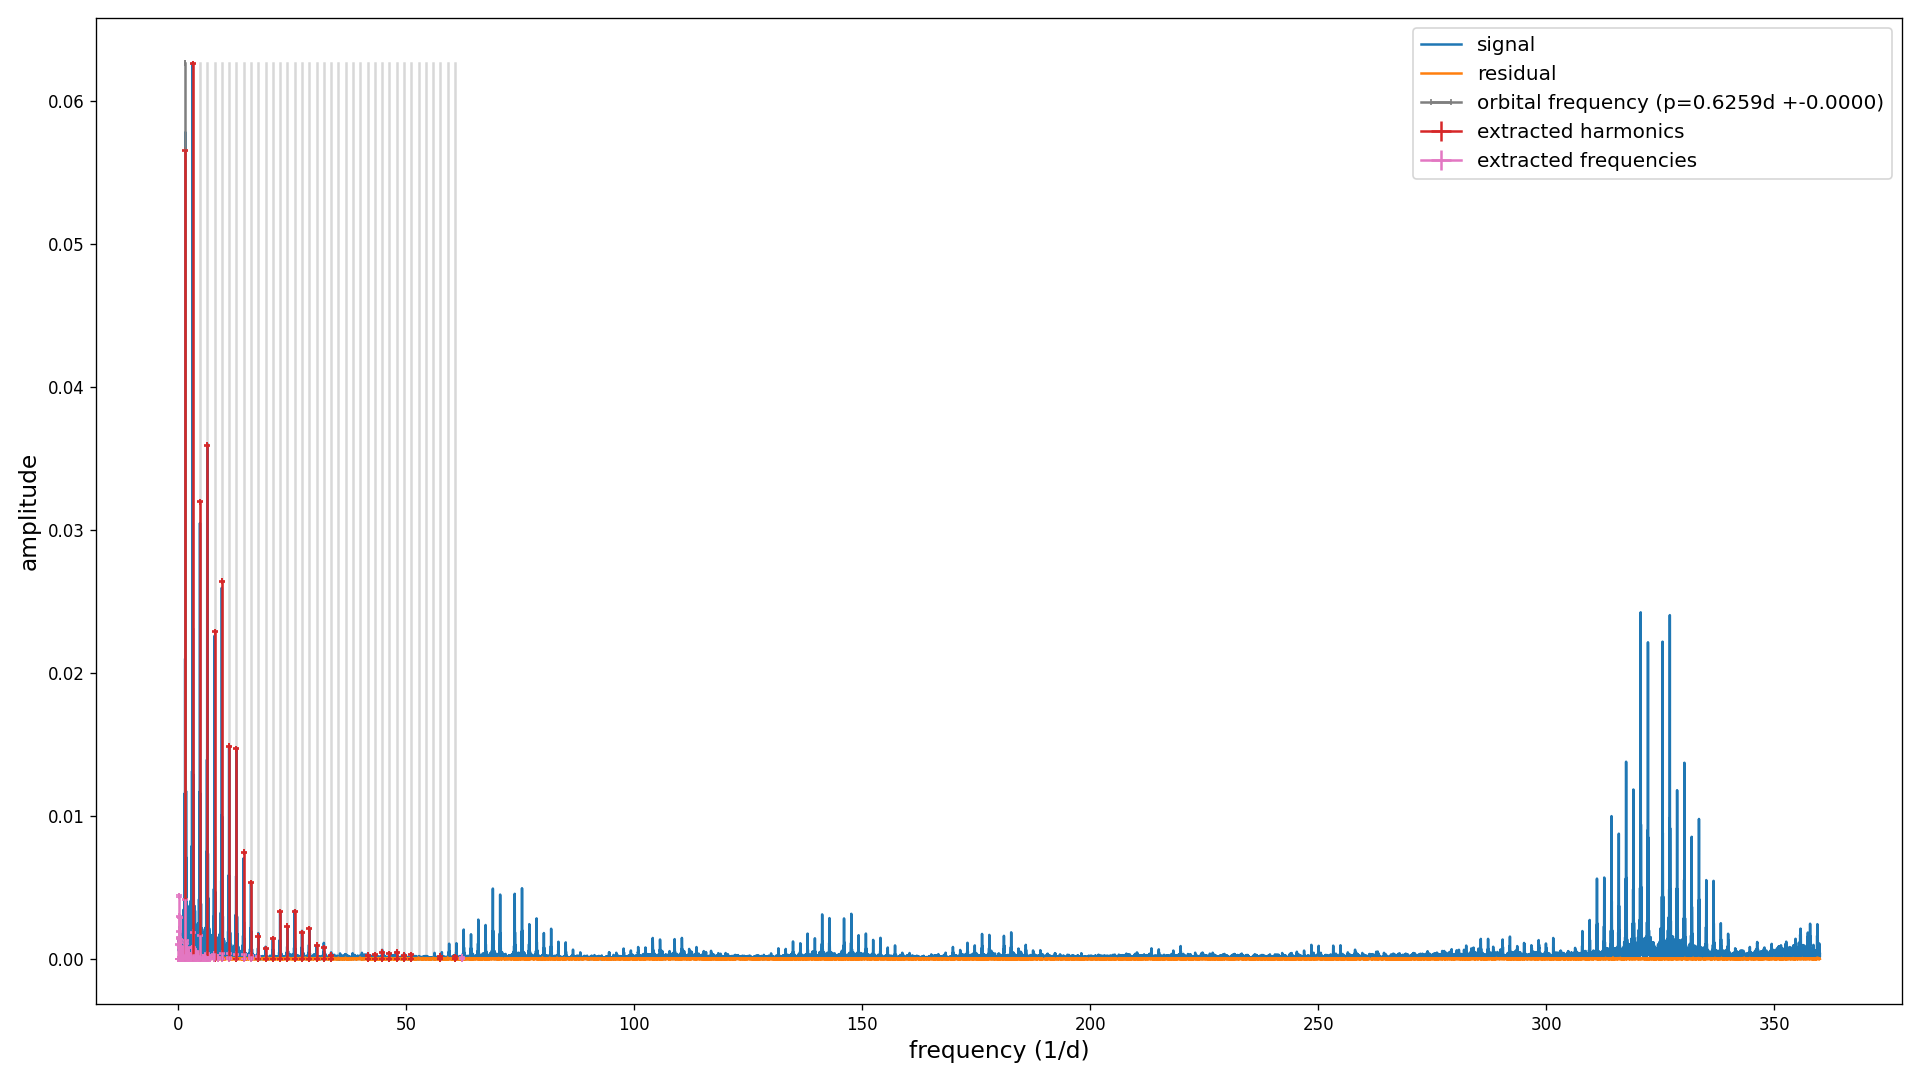 signal
residual
orbital frequency (p=0.6259d +-0.0000)
extracted harmonics
extracted frequencies
0.06
0.05
0.04
0.03
0.02
0.01
0.00
amplitude
0 50 100 150 200 250 300 350
frequency (1/d)